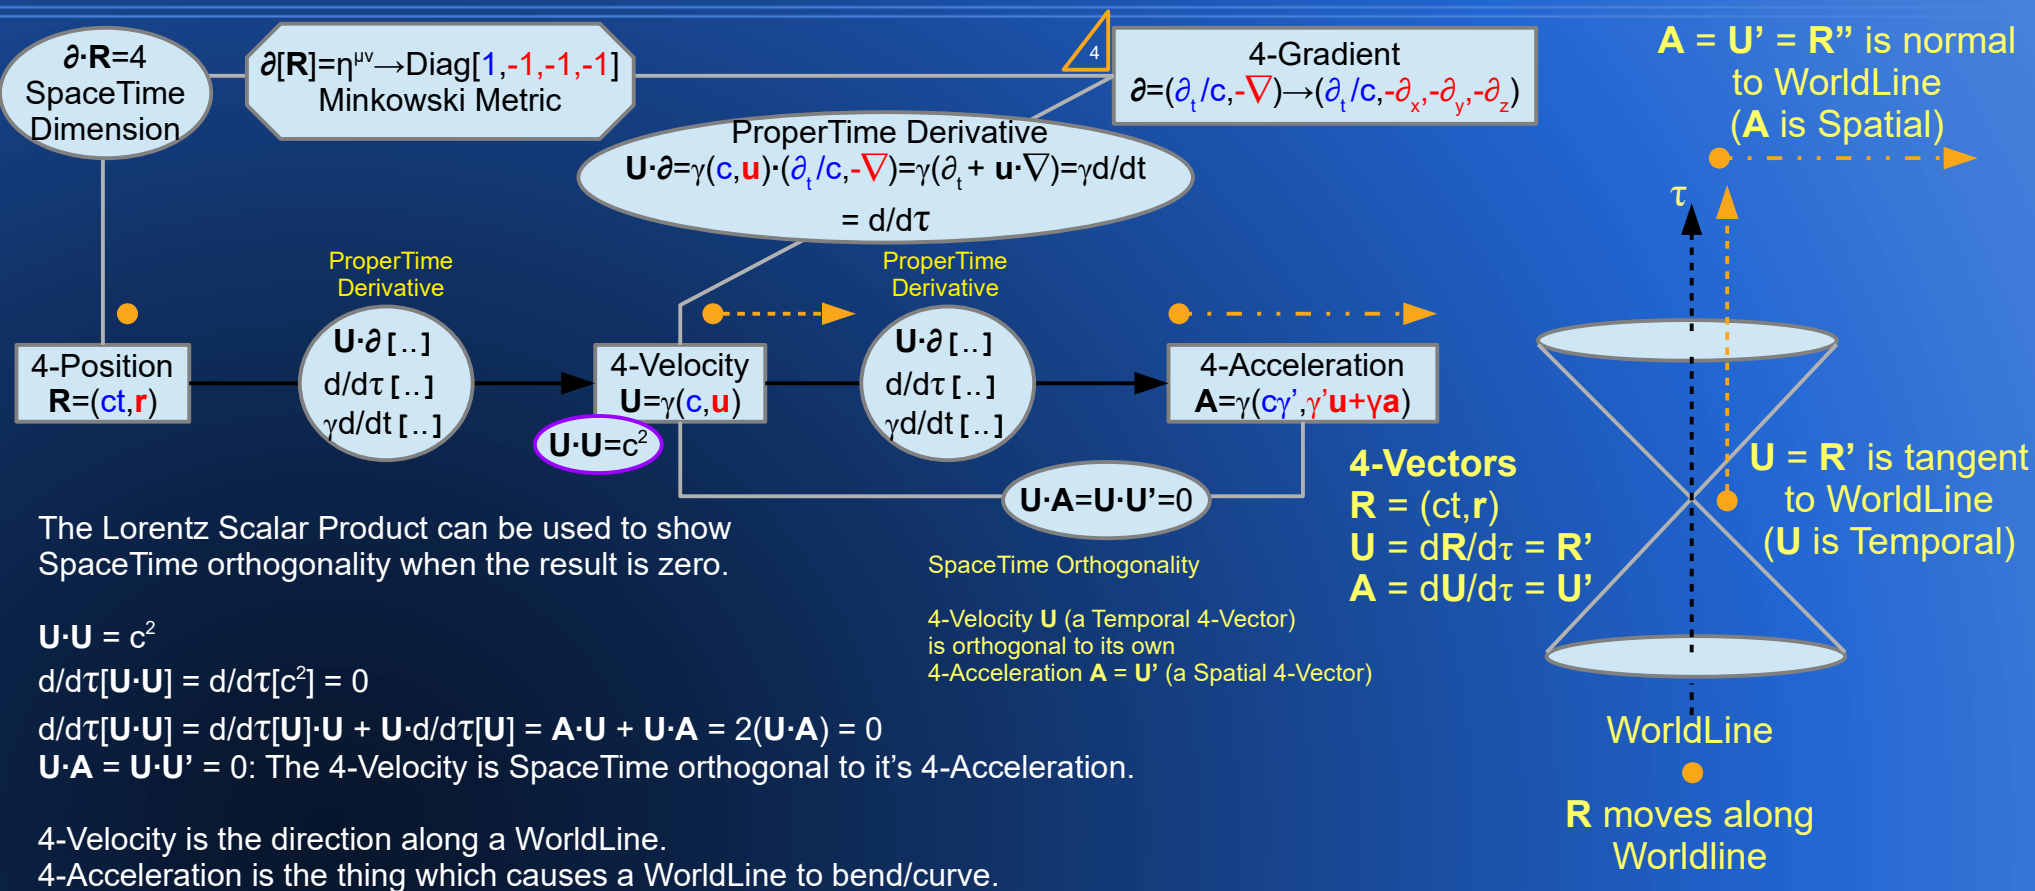 ∂·R=4
SpaceTime
Dimension
∂[R]=η^μν→Diag[1,-1,-1,-1]
Minkowski Metric
4
4-Gradient
∂=(∂_t/c,-∇)→(∂_t/c,-∂_x,-∂_y,-∂_z)
A = U' = R” is normal
to WorldLine
(A is Spatial)
ProperTime Derivative
U·∂=γ(c,u)·(∂_t/c,-∇)=γ(∂_t + u·∇)=γd/dt
= d/dτ
τ
ProperTime
Derivative
ProperTime
Derivative
4-Position
R=(ct,r)
U·∂ [..]
d/dτ [..]
γd/dt [..]
4-Velocity
U=γ(c,u)
U·U=c²
U·∂ [..]
d/dτ [..]
γd/dt [..]
4-Acceleration
A=γ(cγ’,γ’u+γa)
U·A=U·U’=0
4-Vectors
R = (ct,r)
U = dR/dτ = R’
A = dU/dτ = U’
U = R’ is tangent
to WorldLine
(U is Temporal)
The Lorentz Scalar Product can be used to show
SpaceTime orthogonality when the result is zero.
SpaceTime Orthogonality
4-Velocity U (a Temporal 4-Vector)
is orthogonal to its own
4-Acceleration A = U’ (a Spatial 4-Vector)
U·U = c²
d/dτ[U·U] = d/dτ[c²] = 0
d/dτ[U·U] = d/dτ[U]·U + U·d/dτ[U] = A·U + U·A = 2(U·A) = 0
U·A = U·U’ = 0: The 4-Velocity is SpaceTime orthogonal to it’s 4-Acceleration.
4-Velocity is the direction along a WorldLine.
4-Acceleration is the thing which causes a WorldLine to bend/curve.
WorldLine
R moves along
Worldline